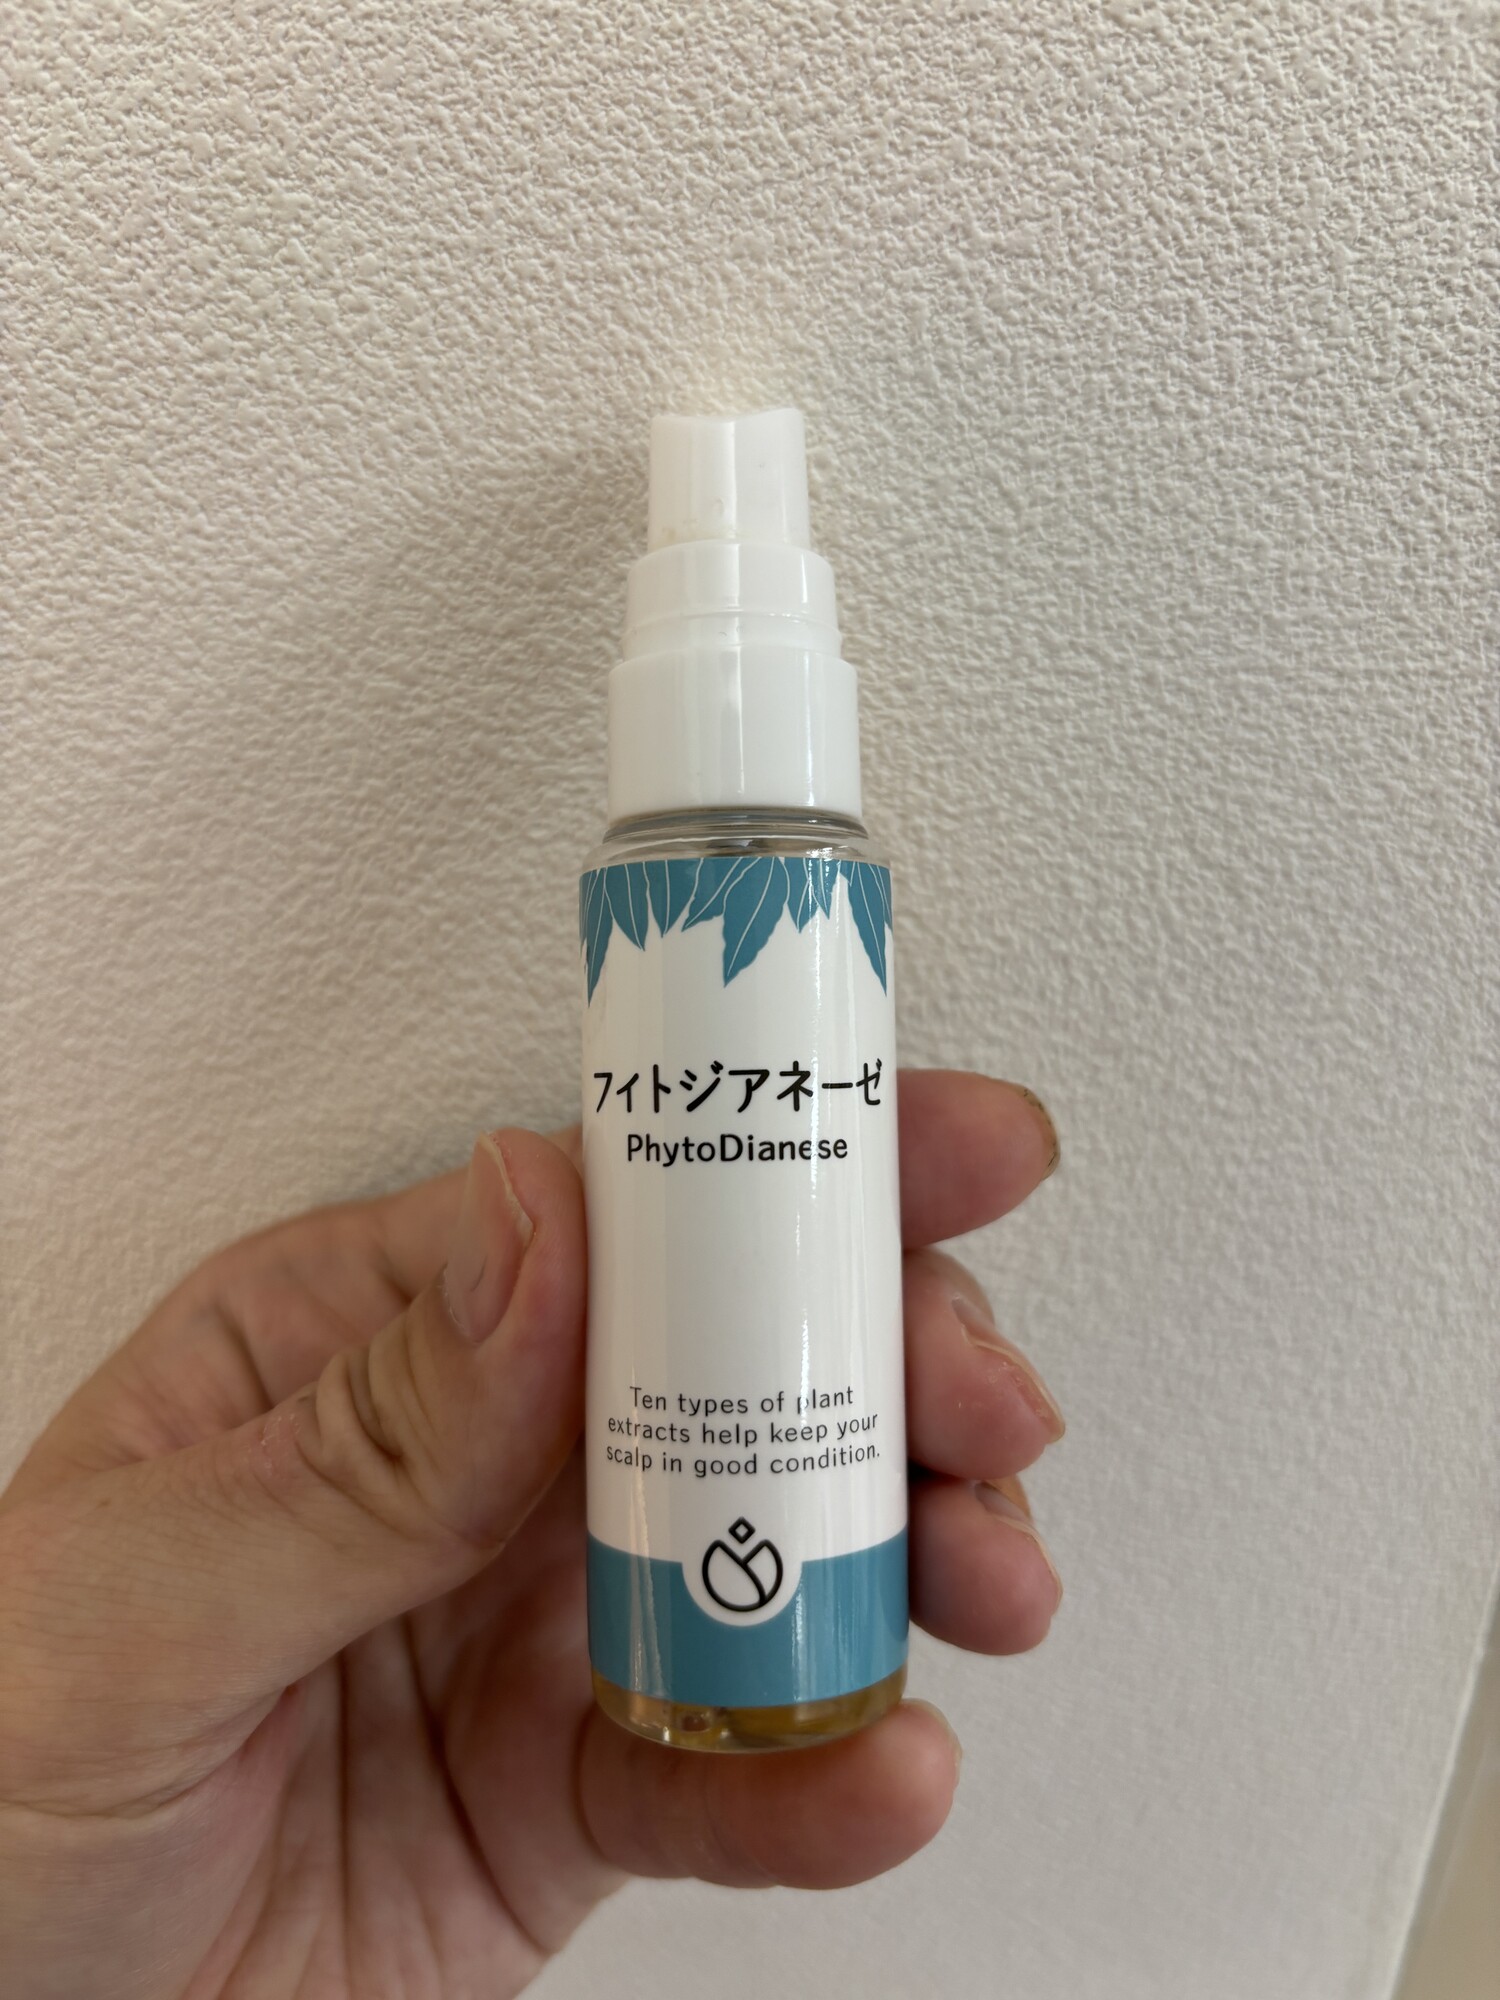 フィトジアネーゼ
PhytoDianese
Ten types of plant
extracts help keep your
scalp in good condition.